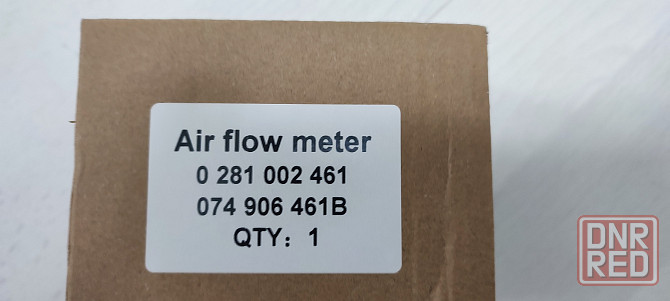 Air flow meter
0 281 002 461
074 906 461B
QTY：1
DNR
RED